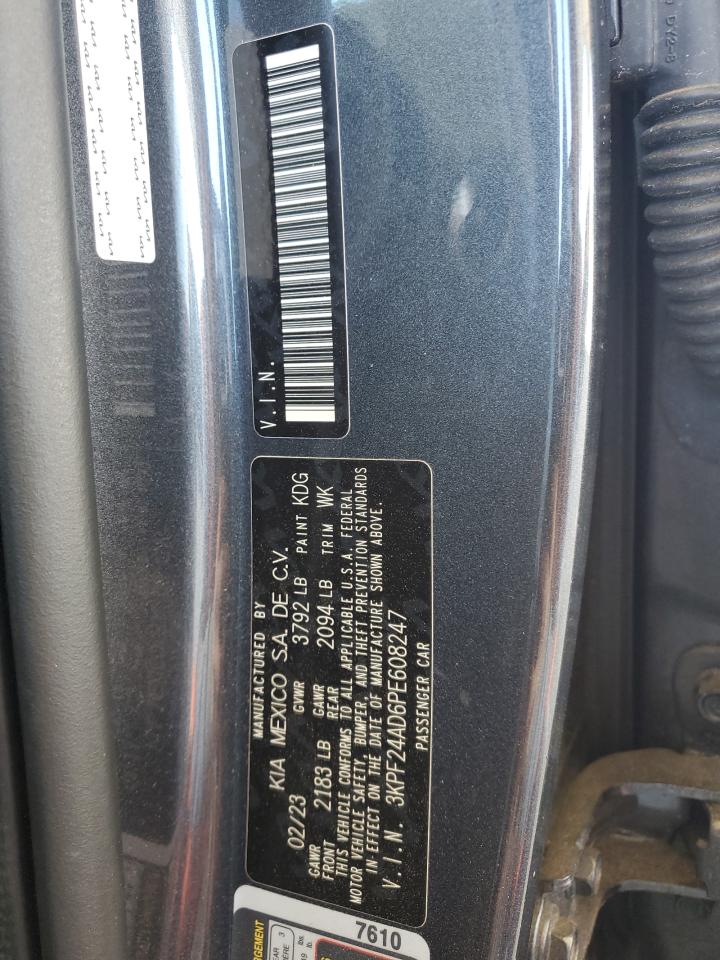 V.I.N.
MANUFACTURED BY
KIA MEXICO S.A. DE C.V.
02/23 GVWR 3792 LB PAINT KDG
GAWR FRONT 2183 LB GAWR REAR 2094 LB TRIM WK
THIS VEHICLE CONFORMS TO ALL APPLICABLE U.S.A. FEDERAL
MOTOR VEHICLE SAFETY, BUMPER, AND THEFT PREVENTION STANDARDS
IN EFFECT ON THE DATE OF MANUFACTURE SHOWN ABOVE.
V.I.N. 3KPF24AD6PE608247
PASSENGER CAR
7610
DY2-B